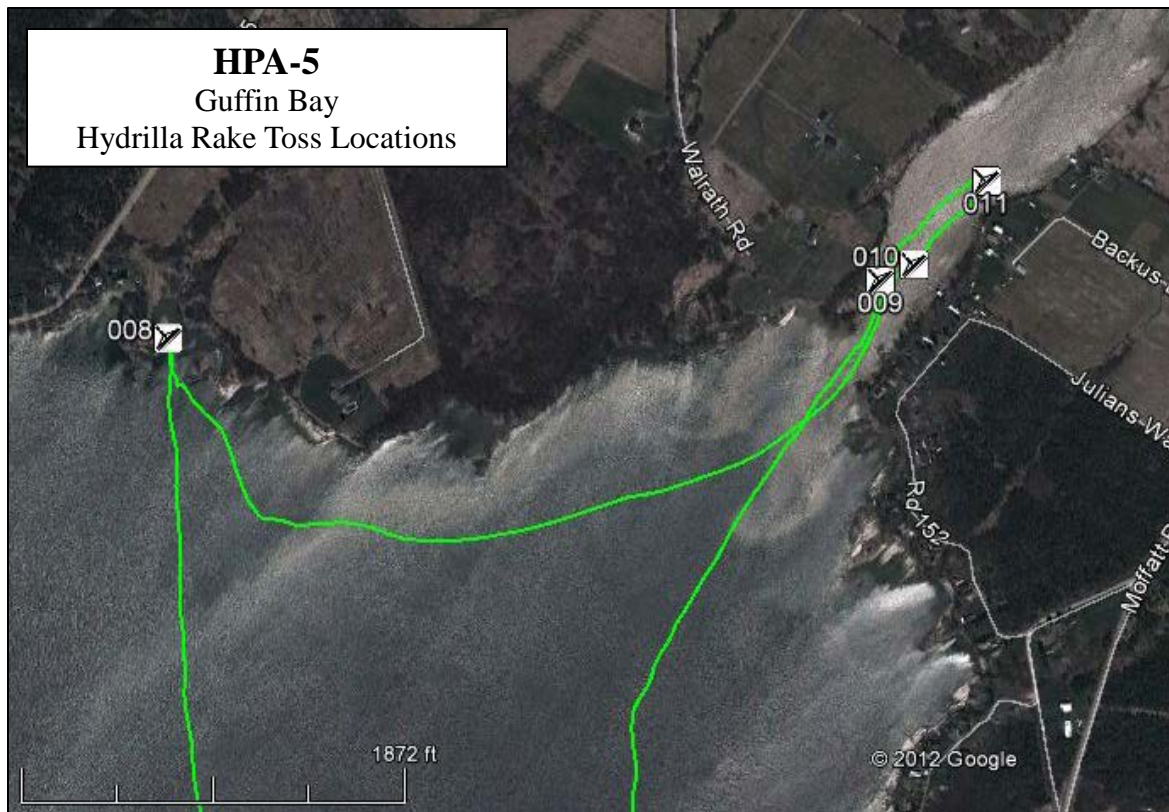 HPA-5
Guffin Bay
Hydrilla Rake Toss Locations
Walrath Rd
011
Backus
010
009
008
Julians Wa
Rd 152
Moffatt
1872 ft
© 2012 Google